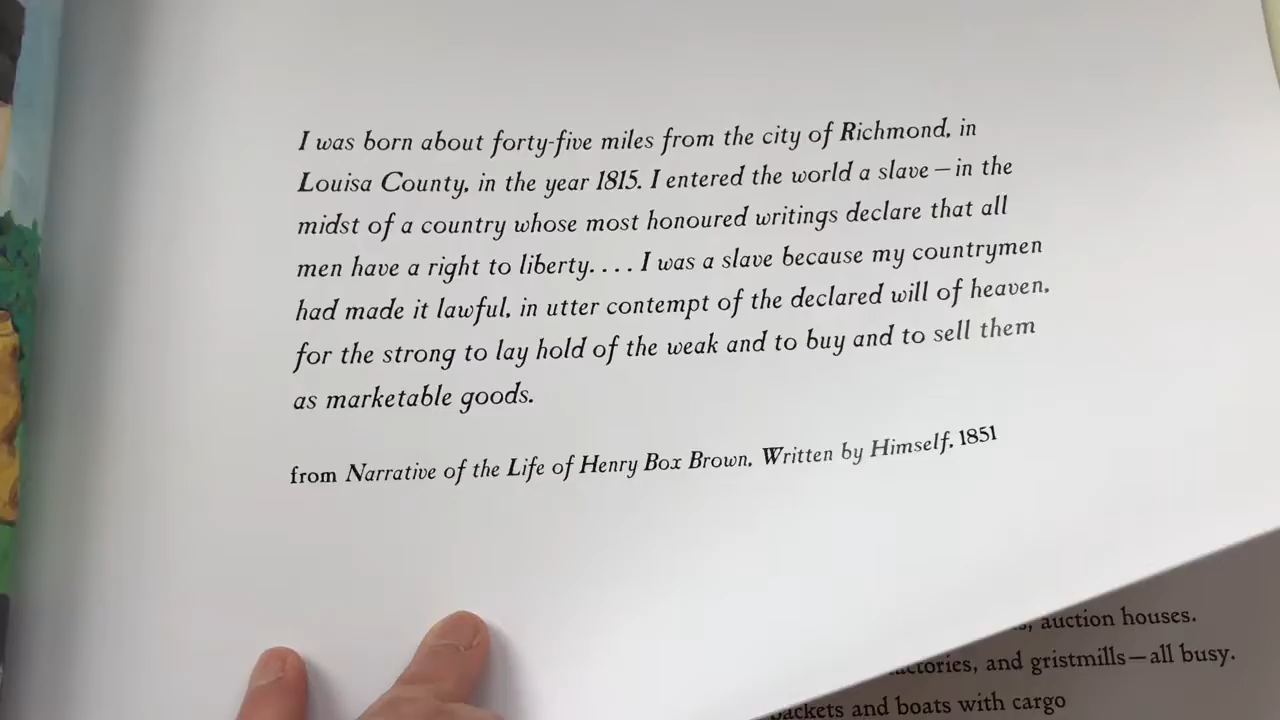 I was born about forty-five miles from the city of Richmond, in
Louisa County, in the year 1815. I entered the world a slave—in the
midst of a country whose most honoured writings declare that all
men have a right to liberty. . . . I was a slave because my countrymen
had made it lawful, in utter contempt of the declared will of heaven,
for the strong to lay hold of the weak and to buy and to sell them
as marketable goods.
from Narrative of the Life of Henry Box Brown, Written by Himself, 1851
auction houses.
and gristmills—all busy.
and boats with cargo